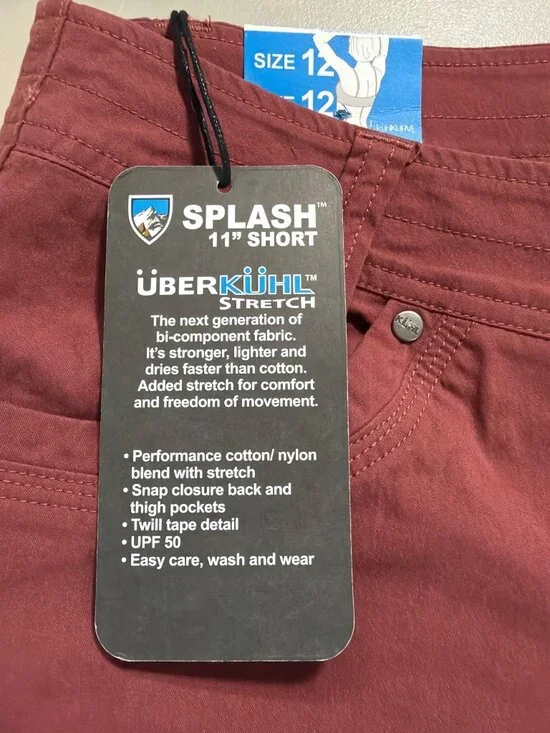 SIZE 12
12
SPLASH™
11” SHORT
ÜBERKÜHL™
STRETCH
The next generation of
bi-component fabric.
It's stronger, lighter and
dries faster than cotton.
Added stretch for comfort
and freedom of movement.
• Performance cotton/ nylon
blend with stretch
• Snap closure back and
thigh pockets
• Twill tape detail
• UPF 50
• Easy care, wash and wear
KÜHL